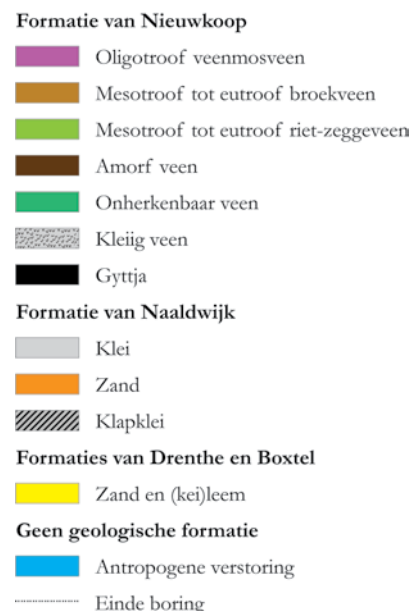 Formatie van Nieuwkoop
Oligotroof veenmosveen
Mesotroof tot eutroof broekveen
Mesotroof tot eutroof riet-zeggeveen
Amorf veen
Onherkenbaar veen
Kleiig veen
Gyttja
Formatie van Naaldwijk
Klei
Zand
Klapklei
Formaties van Drenthe en Boxtel
Zand en (kei)leem
Geen geologische formatie
Antropogene verstoring
Einde boring